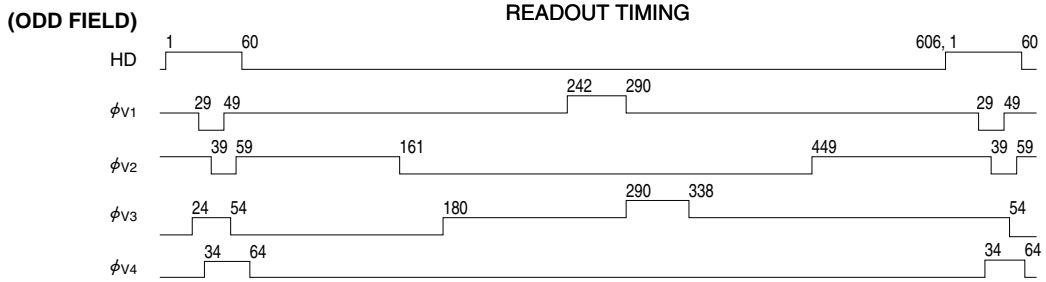 READOUT TIMING
(ODD FIELD)
HD 1 60 606, 1 60
ϕV1 29 49 242 290 29 49
ϕV2 39 59 161 449 39 59
ϕV3 24 54 180 290 338 54
ϕV4 34 64 34 64